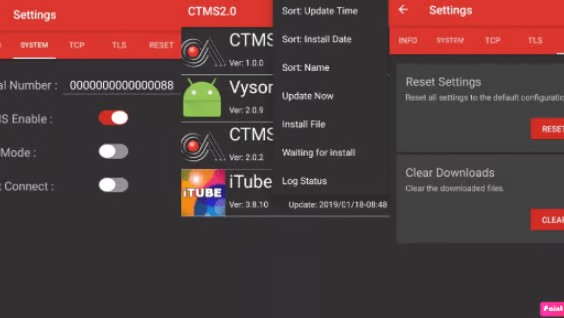 Settings
SYSTEM
TCP
TLS
RESET
al Number : 0000000000000088
S Enable :
Mode :
Connect :
CTMS2.0
CTMS
Ver: 1.0.0
Vysor
Ver: 2.0.9
CTMS
Ver: 2.0.2
iTUBE
iTube
Ver: 3.8.10
Update: 2019/01/18-08:48
Sort: Update Time
Sort: Install Date
Sort: Name
Update Now
Install File
Waiting for install
Log Status
Settings
INFO
SYSTEM
TCP
TLS
Reset Settings
Reset all settings to the default configuratio
RESE
Clear Downloads
Clear the downloaded files.
CLEA
Paint